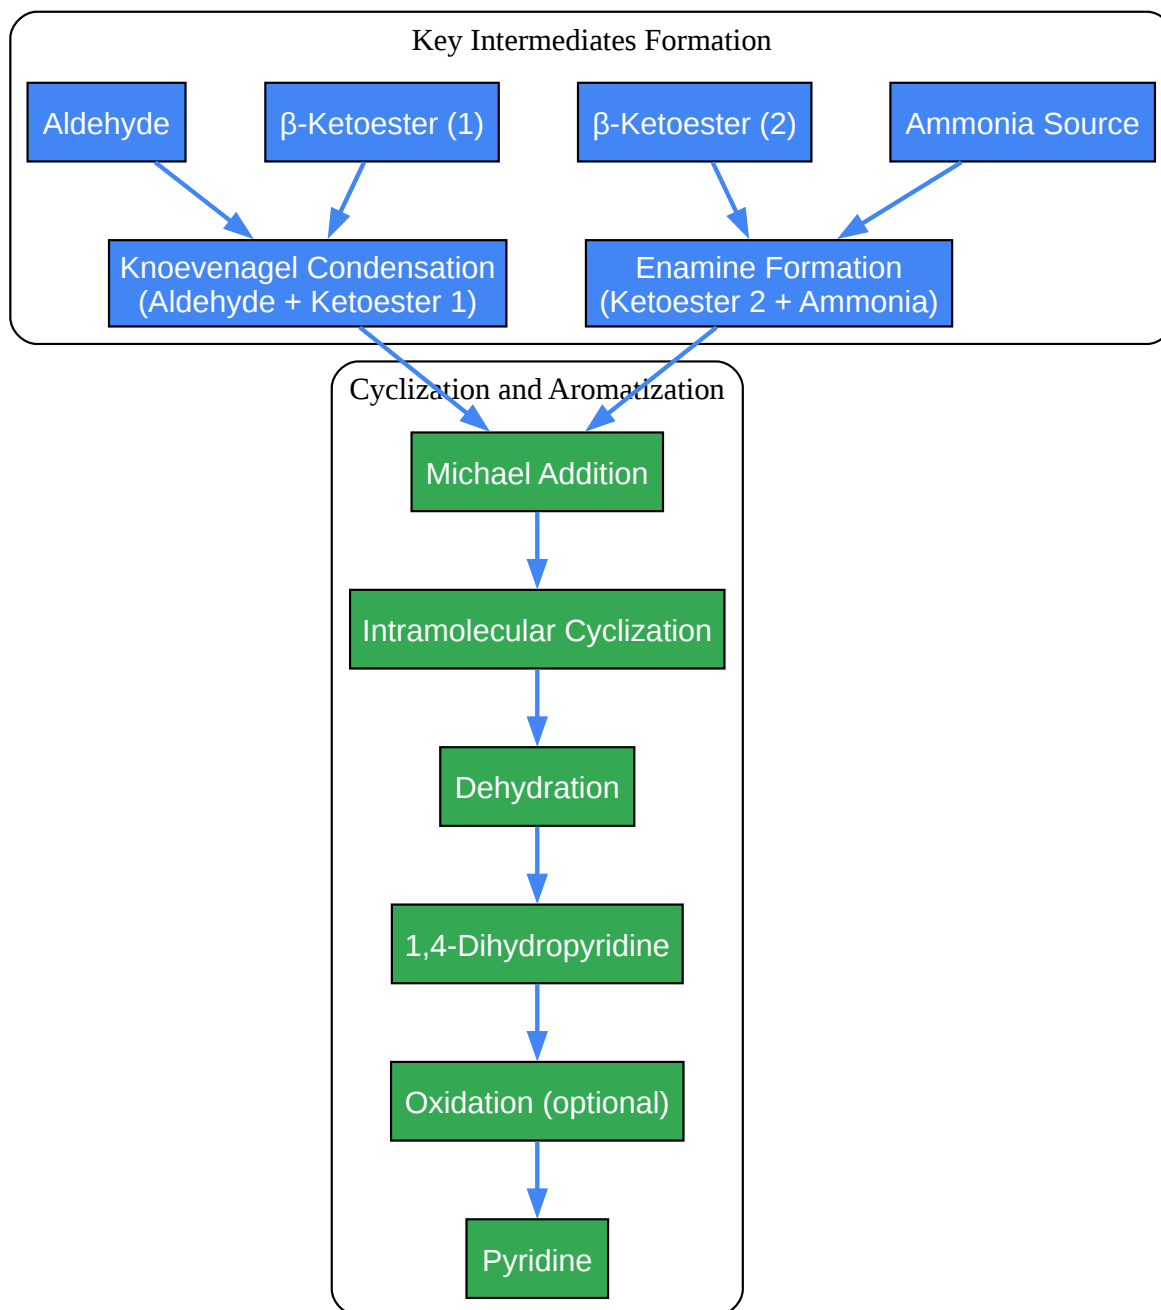 Key Intermediates Formation
Aldehyde
β-Ketoester (1)
β-Ketoester (2)
Ammonia Source
Knoevenagel Condensation
(Aldehyde + Ketoester 1)
Enamine Formation
(Ketoester 2 + Ammonia)
Cyclization and Aromatization
Michael Addition
Intramolecular Cyclization
Dehydration
1,4-Dihydropyridine
Oxidation (optional)
Pyridine